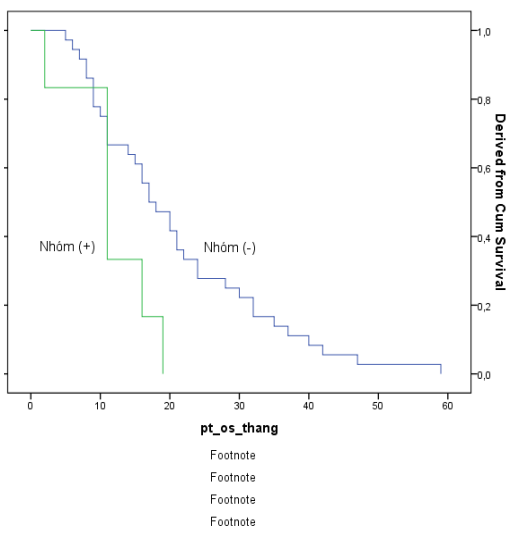 1,0
0,8
0,6
0,4
0,2
0,0
Derived from Cum Survival
Nhóm (+)
Nhóm (-)
0 10 20 30 40 50 60
pt_os_thang
Footnote
Footnote
Footnote
Footnote